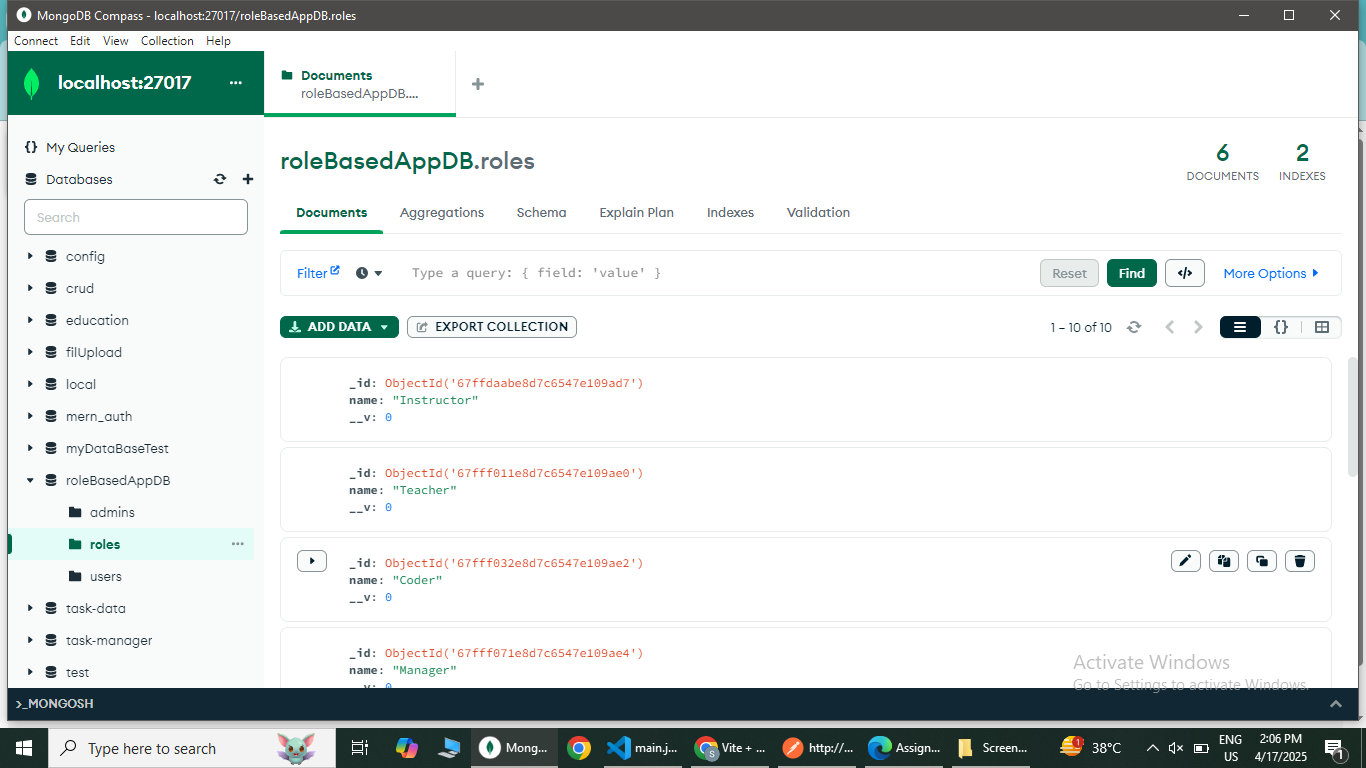 MongoDB Compass - localhost:27017/roleBasedAppDB.roles
Connect Edit View Collection Help
localhost:27017 ...
Documents
roleBasedAppDB....
+
My Queries
Databases
Search
config
crud
education
filUpload
local
mern_auth
myDataBaseTest
roleBasedAppDB
admins
roles
users
task-data
task-manager
test
roleBasedAppDB.roles
6
DOCUMENTS
2
INDEXES
Documents Aggregations Schema Explain Plan Indexes Validation
Filter Type a query: { field: 'value' } Reset Find </> More Options
ADD DATA EXPORT COLLECTION 1 – 10 of 10 {}
_id: ObjectId('67ffdaabe8d7c6547e109ad7')
name: "Instructor"
__v: 0
_id: ObjectId('67fff011e8d7c6547e109ae0')
name: "Teacher"
__v: 0
_id: ObjectId('67fff032e8d7c6547e109ae2')
name: "Coder"
__v: 0
_id: ObjectId('67fff071e8d7c6547e109ae4')
name: "Manager"
__v: 0
Activate Windows
Go to Settings to activate Windows.
>_MONGOSH
Type here to search
Mong...
main.j...
Vite + ...
http:/...
Assign...
Screen...
1
38°C
ENG
US
2:06 PM
4/17/2025
1